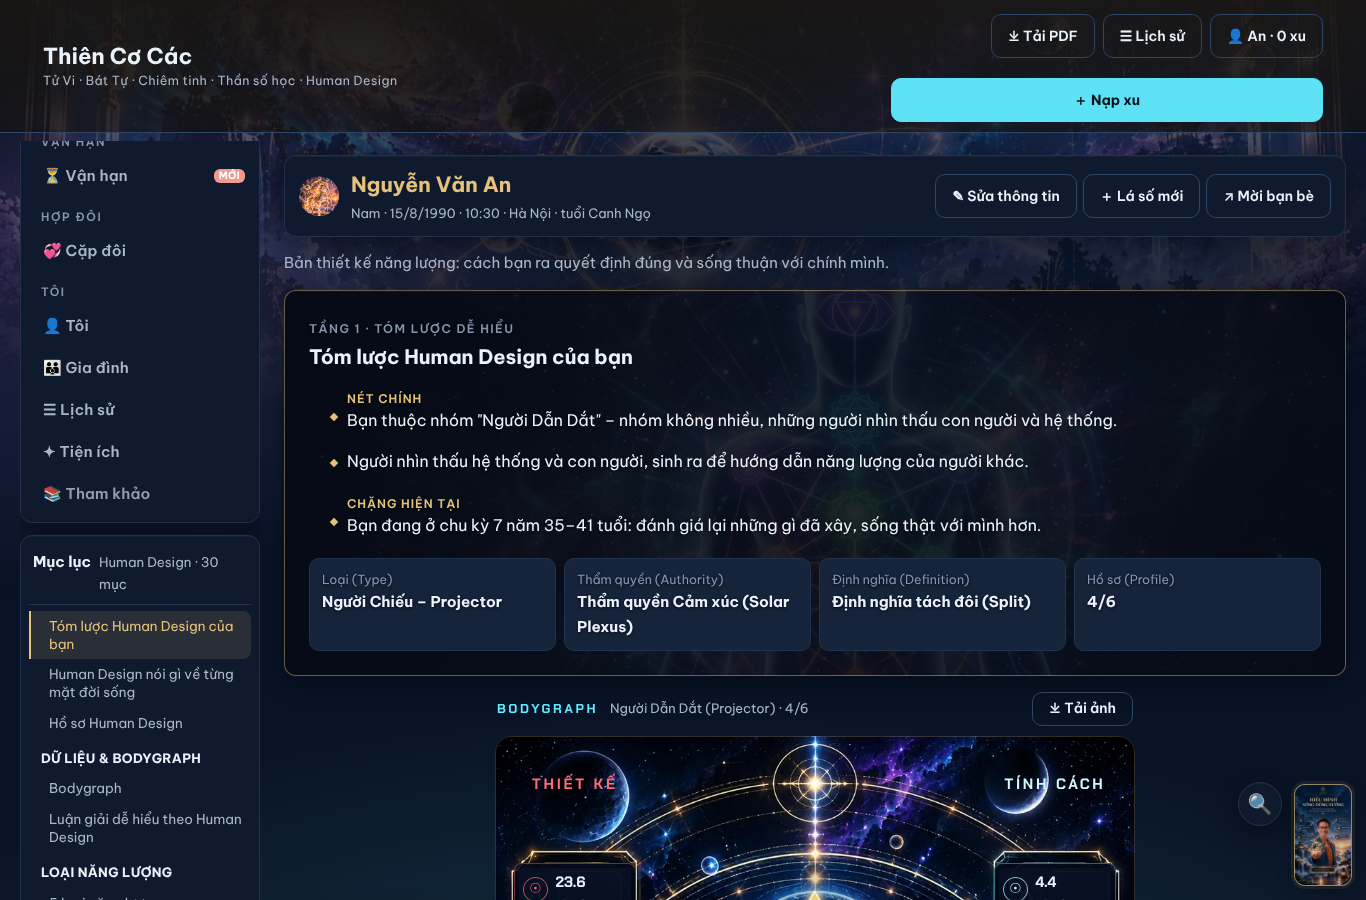 Thiên Cơ Các
Tử Vi · Bát Tự · Chiêm tinh · Thần số học · Human Design
Tải PDF
Lịch sử
An · 0 xu
+ Nạp xu
VẬN HẠN
Vận hạn
MỚI
HỢP ĐÔI
Cặp đôi
TÔI
Tôi
Gia đình
Lịch sử
Tiện ích
Tham khảo
Mục lục
Human Design · 30
mục
Tóm lược Human Design của
bạn
Human Design nói gì về từng
mặt đời sống
Hồ sơ Human Design
DỮ LIỆU & BODYGRAPH
Bodygraph
Luận giải dễ hiểu theo Human
Design
LOẠI NĂNG LƯỢNG
Nguyễn Văn An
Nam · 15/8/1990 · 10:30 · Hà Nội · tuổi Canh Ngọ
Sửa thông tin
+ Lá số mới
Mời bạn bè
Bản thiết kế năng lượng: cách bạn ra quyết định đúng và sống thuận với chính mình.
TẦNG 1 · TÓM LƯỢC DỄ HIỂU
Tóm lược Human Design của bạn
NÉT CHÍNH
Bạn thuộc nhóm "Người Dẫn Dắt" – nhóm không nhiều, những người nhìn thấu con người và hệ thống.
Người nhìn thấu hệ thống và con người, sinh ra để hướng dẫn năng lượng của người khác.
CHẶNG HIỆN TẠI
Bạn đang ở chu kỳ 7 năm 35–41 tuổi: đánh giá lại những gì đã xây, sống thật với mình hơn.
Loại (Type)
Người Chiếu – Projector
Thẩm quyền (Authority)
Thẩm quyền Cảm xúc (Solar
Plexus)
Định nghĩa (Definition)
Định nghĩa tách đôi (Split)
Hồ sơ (Profile)
4/6
BODYGRAPH
Người Dẫn Dắt (Projector) · 4/6
Tải ảnh
THIẾT KẾ
TÍNH CÁCH
23.6
4.4